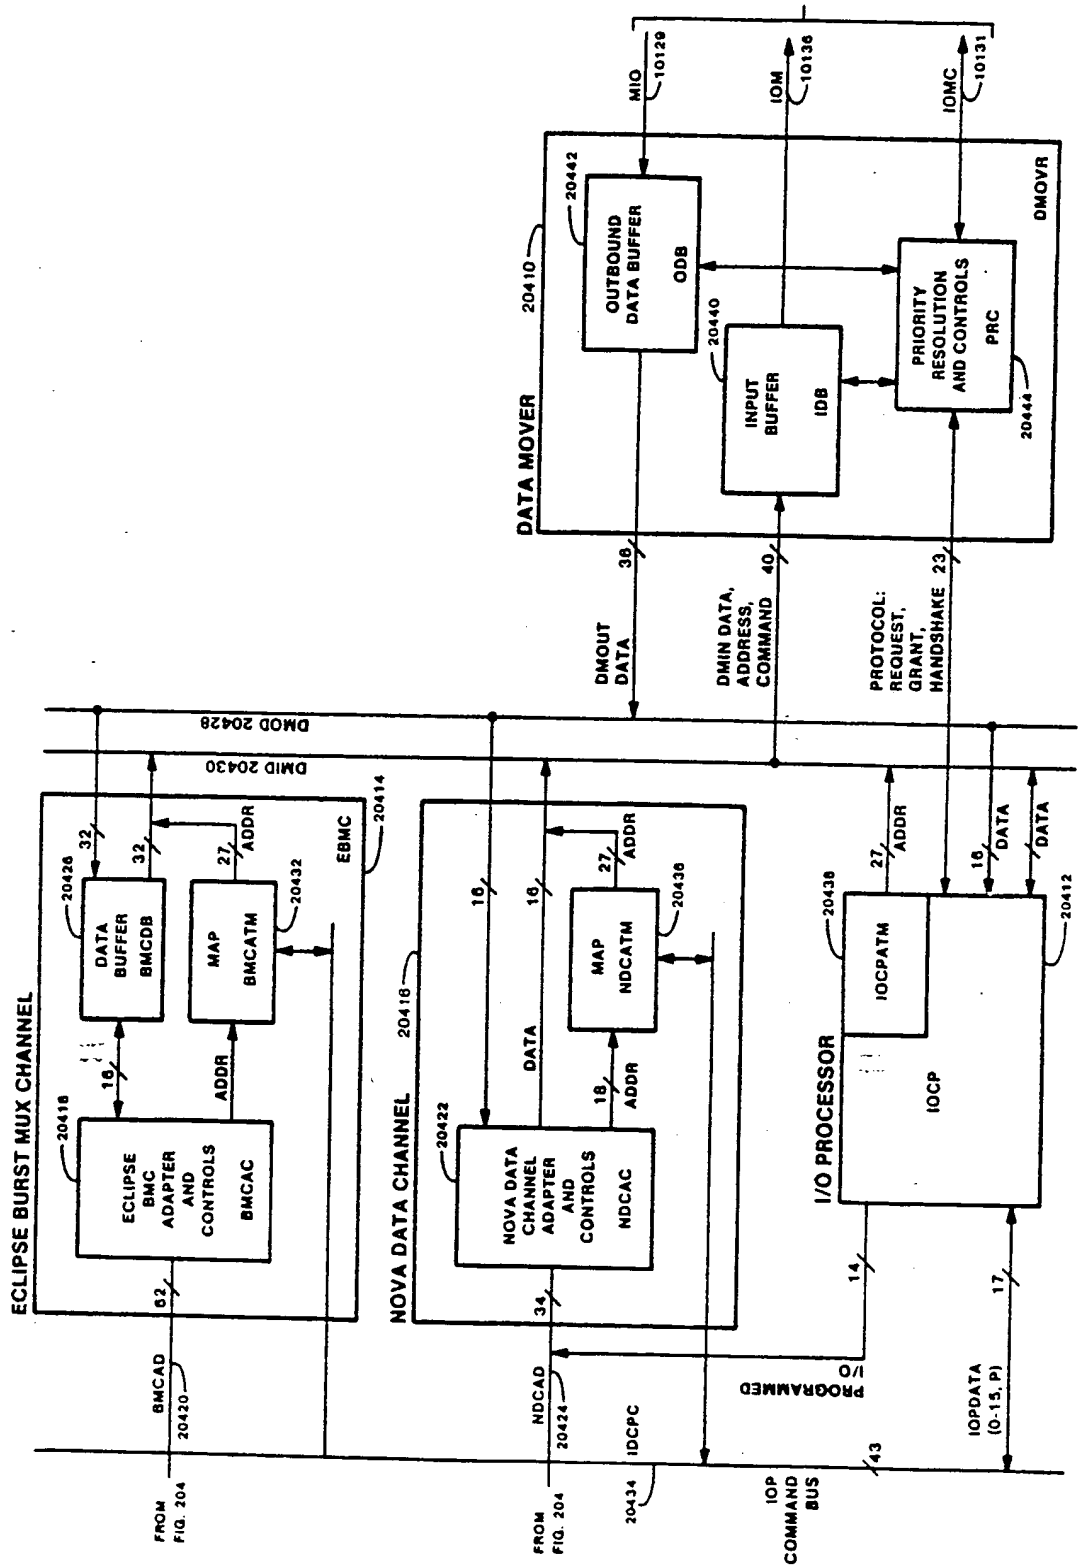 ECLIPSE BURST MUX CHANNEL
FROM
FIG. 204
BMCAD
20420
62
20418
ECLIPSE
BMC
ADAPTER
AND
CONTROLS
BMCAC
16
ADDR
20426
DATA
BUFFER
BMCDB
MAP
BMCATM
20432
32
32
27
ADDR
EBMC
20414
NOVA DATA CHANNEL
FROM
FIG. 204
NDCAD
20424
34
20422
NOVA DATA
CHANNEL
ADAPTER
AND
CONTROLS
NDCAC
20416
16
DATA
16
18
ADDR
MAP
NDCATM
20436
27
ADDR
IDCPC
20434
PROGRAMMED
I/O
14
IOP
COMMAND
BUS
43
IOPDATA
(0-15, P)
17
I/O PROCESSOR
IOCP
IOCPATM
20438
27
ADDR
16
DATA
DATA
20412
DMID 20430
DMOD 20428
DMOUT
DATA
36
DMIN DATA,
ADDRESS,
COMMAND
40
PROTOCOL:
REQUEST,
GRANT,
HANDSHAKE
23
DATA MOVER
20410
OUTBOUND
DATA BUFFER
ODB
20442
INPUT
BUFFER
IDB
20440
PRIORITY
RESOLUTION
AND CONTROLS
PRC
20444
DMOVR
MIO
10129
IOM
10136
IOMC
10131